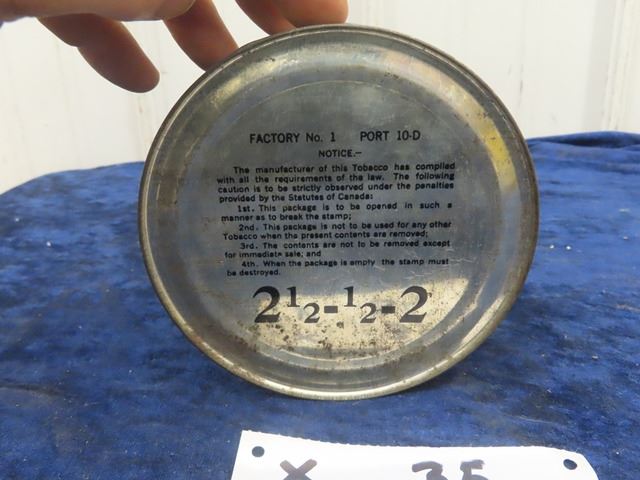 FACTORY No. 1 PORT 10-D
NOTICE.-
The manufacturer of this Tobacco has complied
with all the requirements of the law. The following
caution is to be strictly observed under the penalties
provided by the Statutes of Canada:
1st. This package is to be opened in such a
manner as to break the stamp;
2nd. This package is not to be used for any other
Tobacco when the present contents are removed;
3rd. The contents are not to be removed except
for immediate sale; and
4th. When the package is empty the stamp must
be destroyed.
2½-½-2
X 35